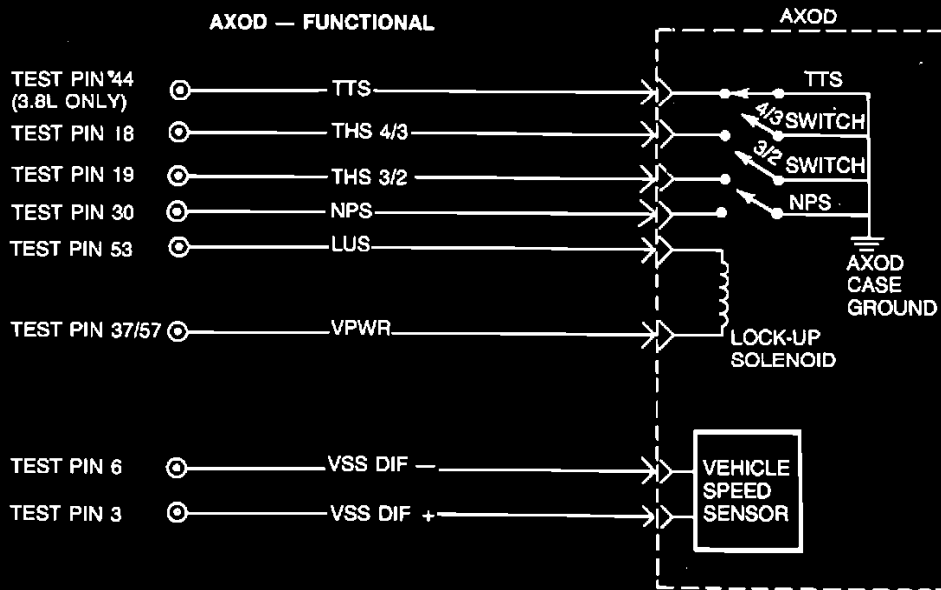 AXOD — FUNCTIONAL
AXOD
TEST PIN 44
(3.8L ONLY)
TTS
TTS
TEST PIN 18
THS 4/3
4/3 SWITCH
TEST PIN 19
THS 3/2
3/2 SWITCH
TEST PIN 30
NPS
NPS
TEST PIN 53
LUS
AXOD
CASE
GROUND
TEST PIN 37/57
VPWR
LOCK-UP
SOLENOID
TEST PIN 6
VSS DIF —
TEST PIN 3
VSS DIF +
VEHICLE
SPEED
SENSOR